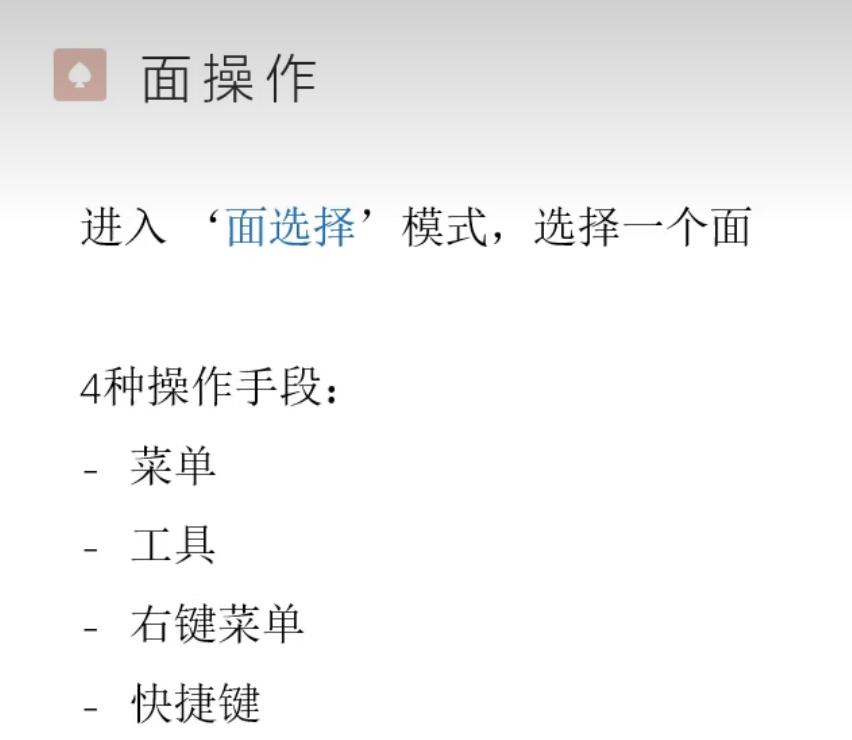 面操作
进入 ‘面选择’模式，选择一个面
4种操作手段：
- 菜单
- 工具
- 右键菜单
- 快捷键